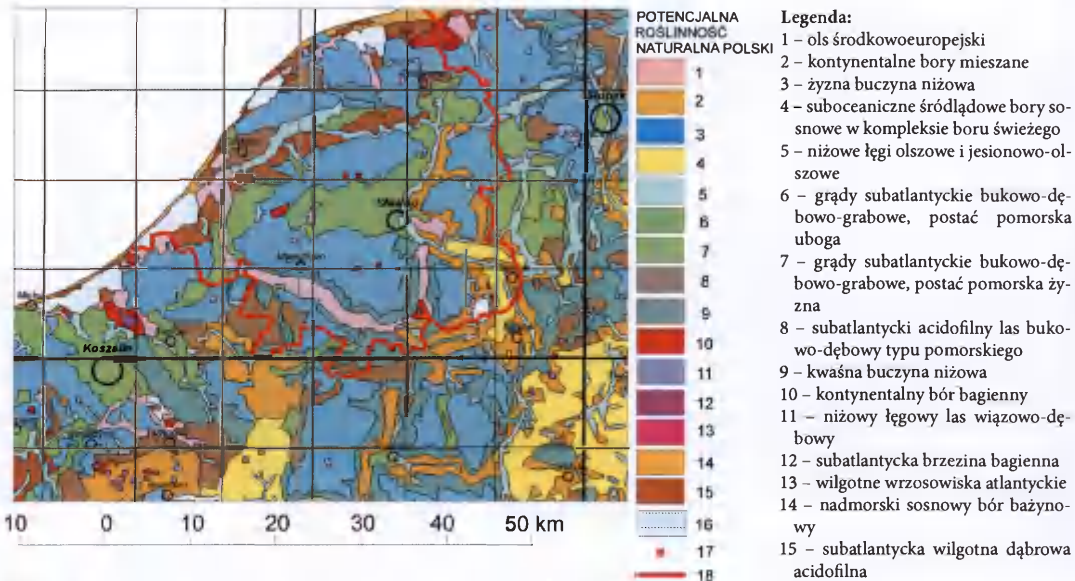 POTENCJALNA
ROŚLINNOŚĆ
NATURALNA POLSKI
1
2
3
4
5
6
7
8
9
10
11
12
13
14
15
16
17
18
Koszalin
10 0 10 20 30 40 50 km
Legenda:
1 – ols środkowoeuropejski
2 – kontynentalne bory mieszane
3 – żyzna buczyna niżowa
4 – suboceaniczne śródlądowe bory so-
snowe w kompleksie boru świeżego
5 – niżowe łęgi olszowe i jesionowo-ol-
szowe
6 – grądy subatlantyckie bukowo-dę-
bowo-grabowe, postać pomorska
uboga
7 – grądy subatlantyckie bukowo-dę-
bowo-grabowe, postać pomorska ży-
zna
8 – subatlantycki acidofilny las buko-
wo-dębowy typu pomorskiego
9 – kwaśna buczyna niżowa
10 – kontynentalny bór bagienny
11 – niżowy łęgowy las wiązowo-dę-
bowy
12 – subatlantycka brzezina bagienna
13 – wilgotne wrzosowiska atlantyckie
14 – nadmorski sosnowy bór bażyno-
wy
15 – subatlantycka wilgotna dąbrowa
acidofilna